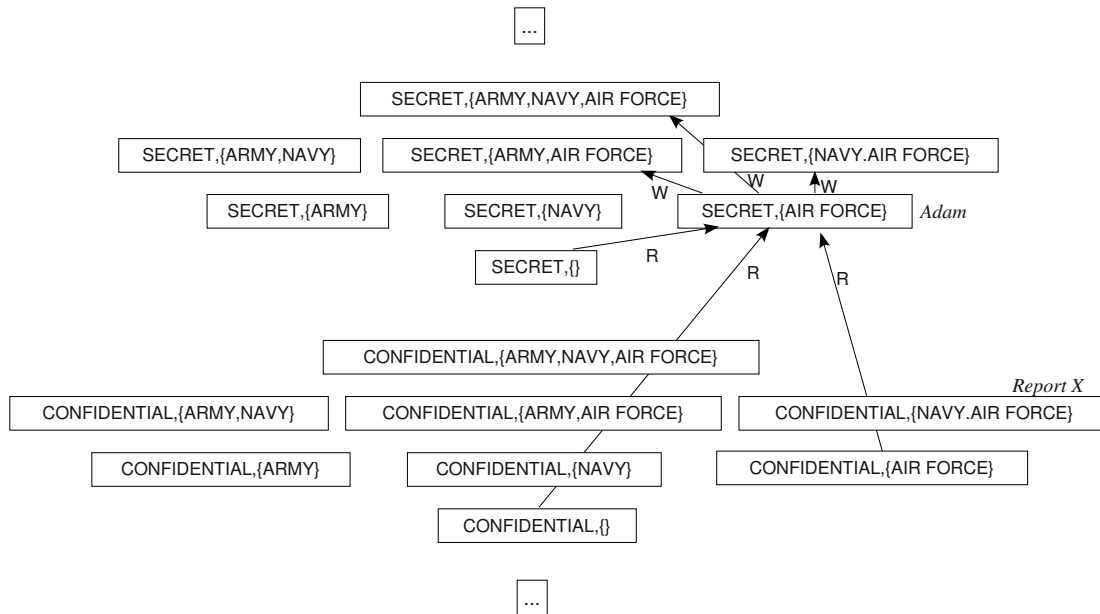 ...
SECRET,{ARMY,NAVY,AIR FORCE}
SECRET,{ARMY,NAVY}
SECRET,{ARMY,AIR FORCE}
SECRET,{NAVY.AIR FORCE}
W
W
W
SECRET,{ARMY}
SECRET,{NAVY}
SECRET,{AIR FORCE}
Adam
SECRET,{}
R
R
R
CONFIDENTIAL,{ARMY,NAVY,AIR FORCE}
Report X
CONFIDENTIAL,{ARMY,NAVY}
CONFIDENTIAL,{ARMY,AIR FORCE}
CONFIDENTIAL,{NAVY.AIR FORCE}
CONFIDENTIAL,{ARMY}
CONFIDENTIAL,{NAVY}
CONFIDENTIAL,{AIR FORCE}
CONFIDENTIAL,{}
...